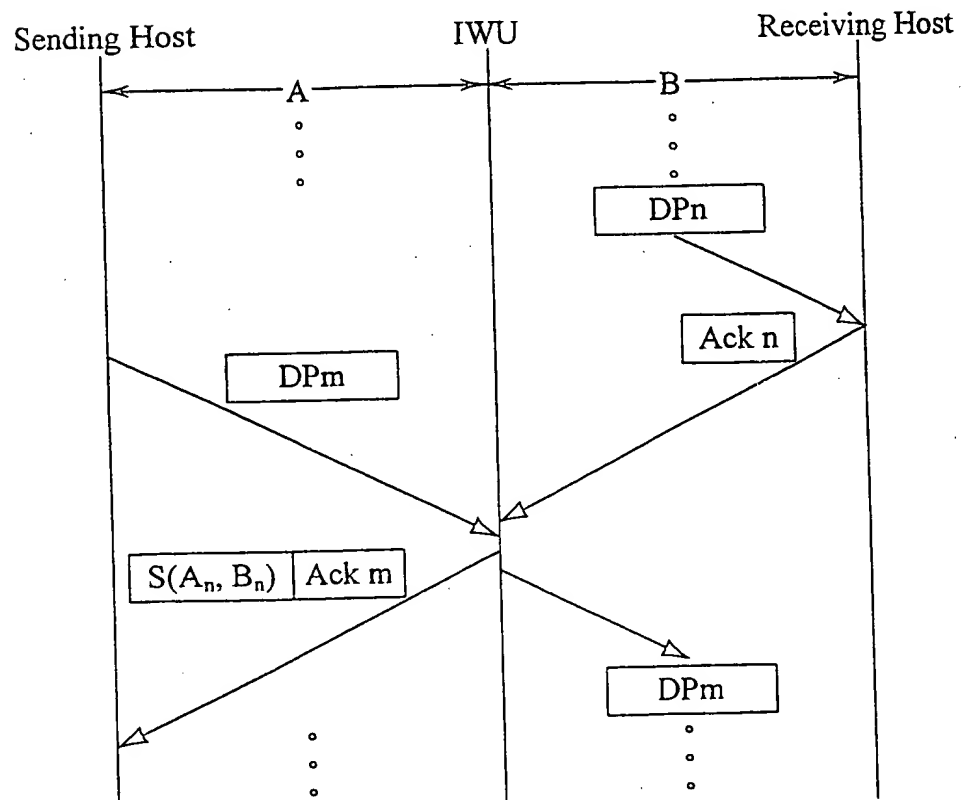 Sending Host
IWU
Receiving Host
A
B
DPn
Ack n
DPm
S(Aₙ, Bₙ)
Ack m
DPm